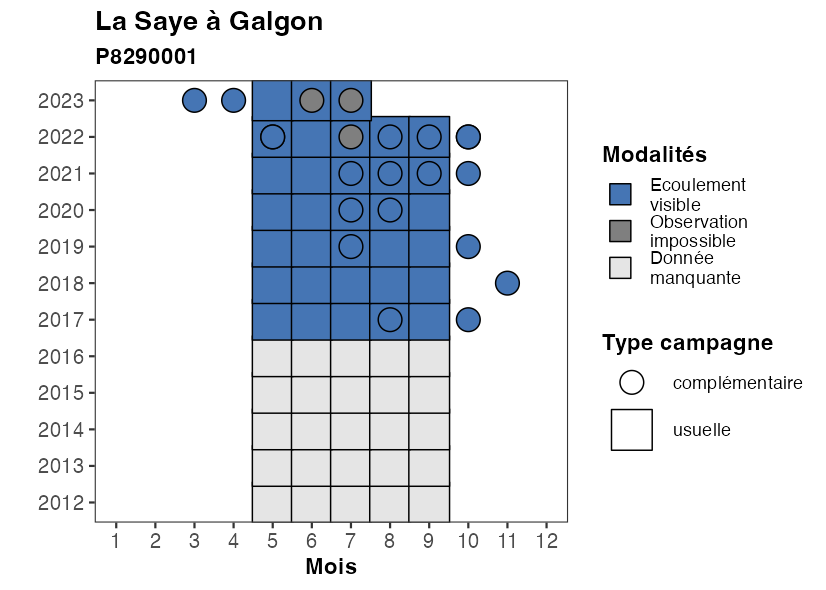 La Saye à Galgon
P8290001
2023
2022
2021
2020
2019
2018
2017
2016
2015
2014
2013
2012
1 2 3 4 5 6 7 8 9 10 11 12
Mois
Modalités
Ecoulement
visible
Observation
impossible
Donnée
manquante
Type campagne
complémentaire
usuelle